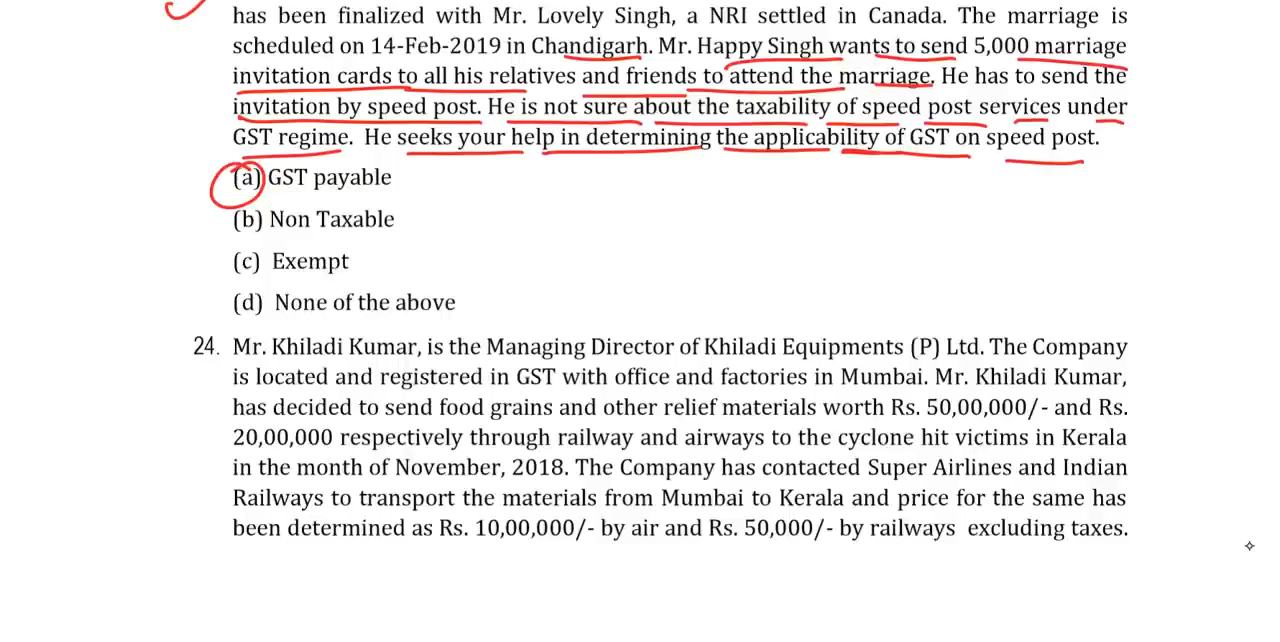 has been finalized with Mr. Lovely Singh, a NRI settled in Canada. The marriage is
scheduled on 14-Feb-2019 in Chandigarh. Mr. Happy Singh wants to send 5,000 marriage
invitation cards to all his relatives and friends to attend the marriage. He has to send the
invitation by speed post. He is not sure about the taxability of speed post services under
GST regime. He seeks your help in determining the applicability of GST on speed post.
(a) GST payable
(b) Non Taxable
(c) Exempt
(d) None of the above
24. Mr. Khiladi Kumar, is the Managing Director of Khiladi Equipments (P) Ltd. The Company
is located and registered in GST with office and factories in Mumbai. Mr. Khiladi Kumar,
has decided to send food grains and other relief materials worth Rs. 50,00,000/- and Rs.
20,00,000 respectively through railway and airways to the cyclone hit victims in Kerala
in the month of November, 2018. The Company has contacted Super Airlines and Indian
Railways to transport the materials from Mumbai to Kerala and price for the same has
been determined as Rs. 10,00,000/- by air and Rs. 50,000/- by railways excluding taxes.